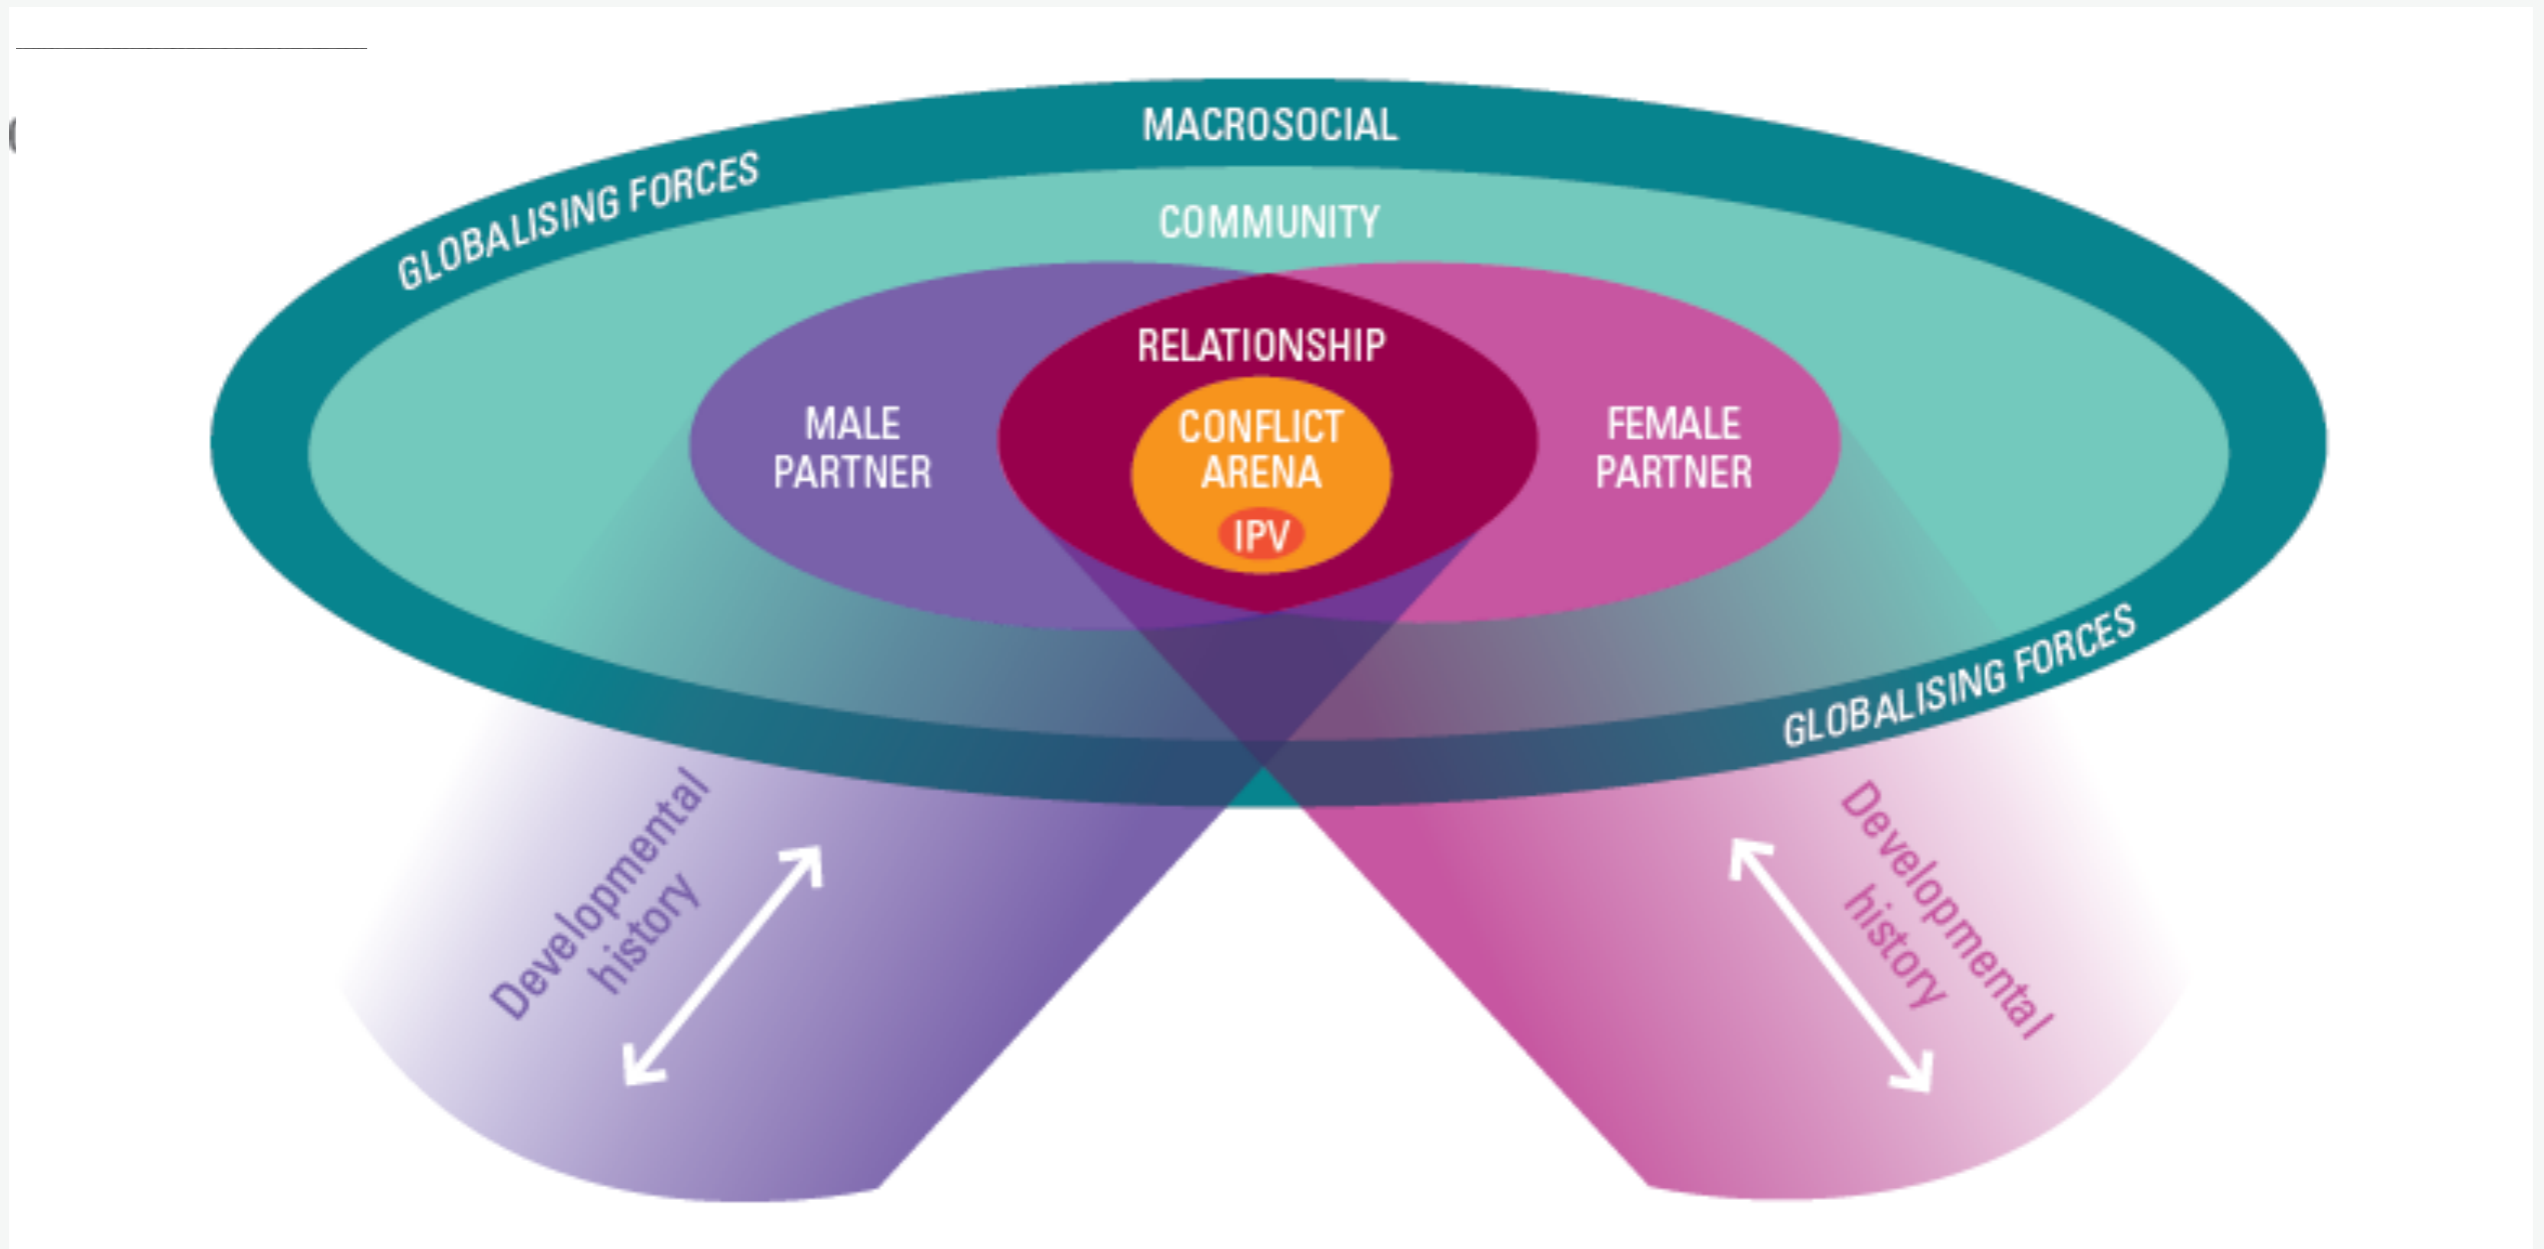 MACROSOCIAL
GLOBALISING FORCES
COMMUNITY
RELATIONSHIP
MALE
PARTNER
CONFLICT
ARENA
IPV
FEMALE
PARTNER
GLOBALISING FORCES
Developmental
history
Developmental
history